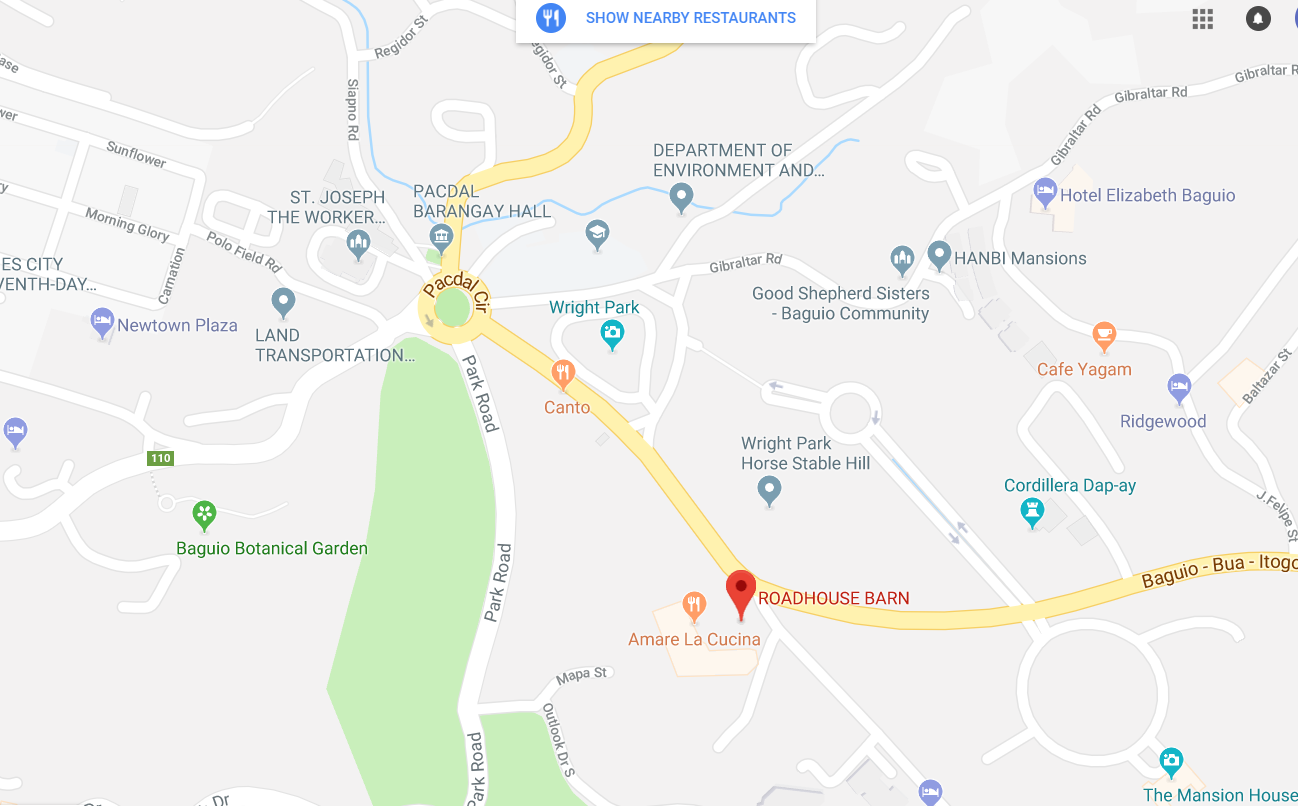 SHOW NEARBY RESTAURANTS
Regidor St
Regidor St
Siapno Rd
ase
wer
Sunflower
Gibraltar R
Gibraltar Rd
Gibraltar Rd
DEPARTMENT OF
ENVIRONMENT AND...
ST. JOSEPH
THE WORKER...
PACDAL
BARANGAY HALL
Hotel Elizabeth Baguio
ry
Morning Glory
Polo Field Rd
Carnation
ES CITY
VENTH-DAY...
Gibraltar Rd
HANBI Mansions
Good Shepherd Sisters
- Baguio Community
Pacdal Cir
Wright Park
Newtown Plaza
LAND
TRANSPORTATION...
Park Road
Canto
Cafe Yagam
Ridgewood
Baltazar St
Wright Park
Horse Stable Hill
110
Cordillera Dap-ay
J.Felipe St
Baguio Botanical Garden
Park Road
Baguio - Bua - Itogo
ROADHOUSE BARN
Amare La Cucina
Mapa St
Outlook Dr S
Park Road
Dr
The Mansion House